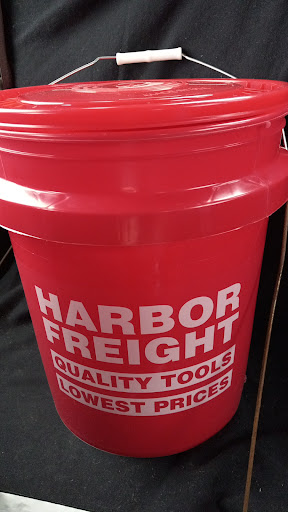 HARBOR
FREIGHT
QUALITY TOOLS
LOWEST PRICES